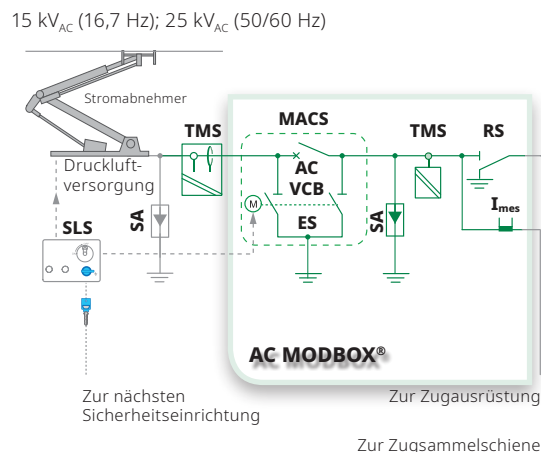 15 kVAC (16,7 Hz); 25 kVAC (50/60 Hz)
Stromabnehmer
TMS
MACS
TMS
RS
Druckluft-
versorgung
AC
VCB
M
ES
SA
SA
Imes
SLS
AC MODBOX®
Zur nächsten
Sicherheitseinrichtung
Zur Zugausrüstung
Zur Zugsammelschiene